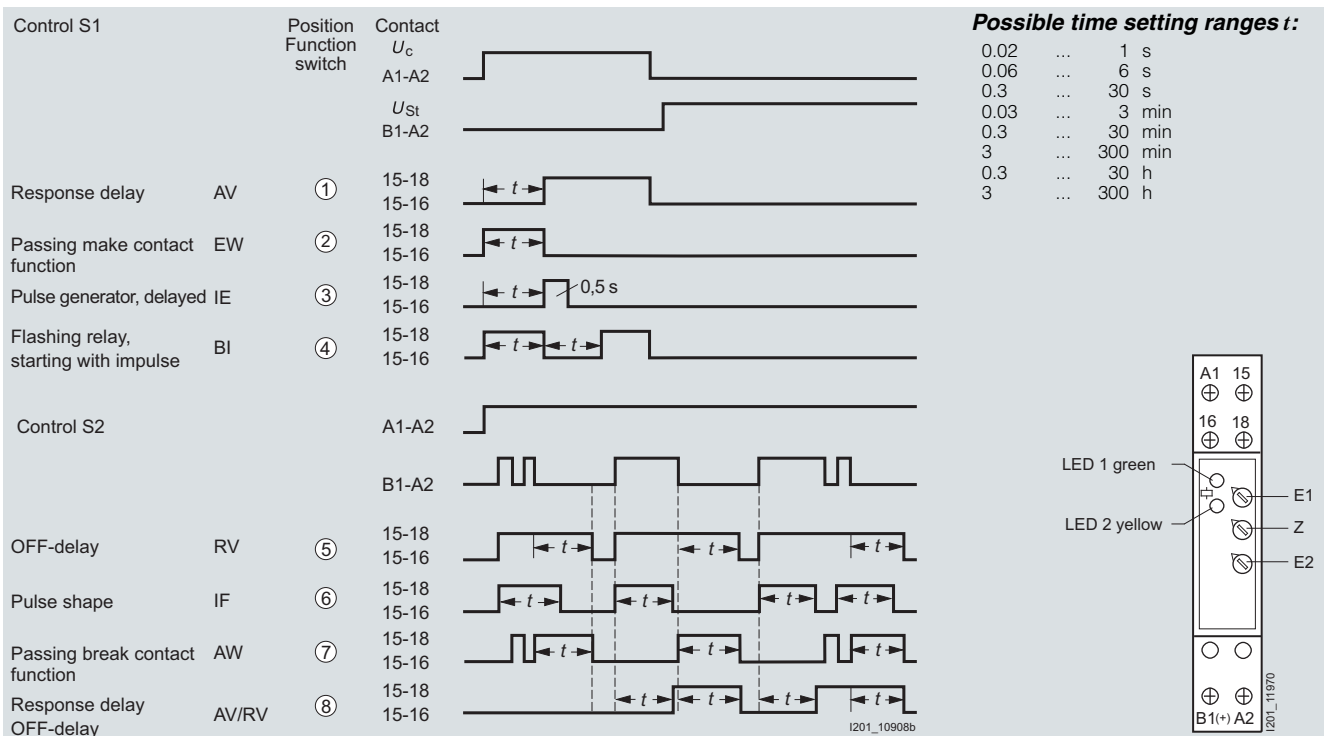 Control S1
Position Function switch
Contact
Uc
A1-A2
USt
B1-A2
Response delay AV ① 15-18 15-16 t
Passing make contact function EW ② 15-18 15-16 t
Pulse generator, delayed IE ③ 15-18 15-16 t 0,5 s
Flashing relay, starting with impulse BI ④ 15-18 15-16 t t
Control S2 A1-A2
B1-A2
OFF-delay RV ⑤ 15-18 15-16 t t t
Pulse shape IF ⑥ 15-18 15-16 t t t t
Passing break contact function AW ⑦ 15-18 15-16 t t t
Response delay OFF-delay AV/RV ⑧ 15-18 15-16 t t t t
I201_10908b
Possible time setting ranges t:
0.02 ... 1 s
0.06 ... 6 s
0.3 ... 30 s
0.03 ... 3 min
0.3 ... 30 min
3 ... 300 min
0.3 ... 30 h
3 ... 300 h
A1 15
16 18
LED 1 green
E1
LED 2 yellow
Z
E2
B1(+) A2
I201_11970